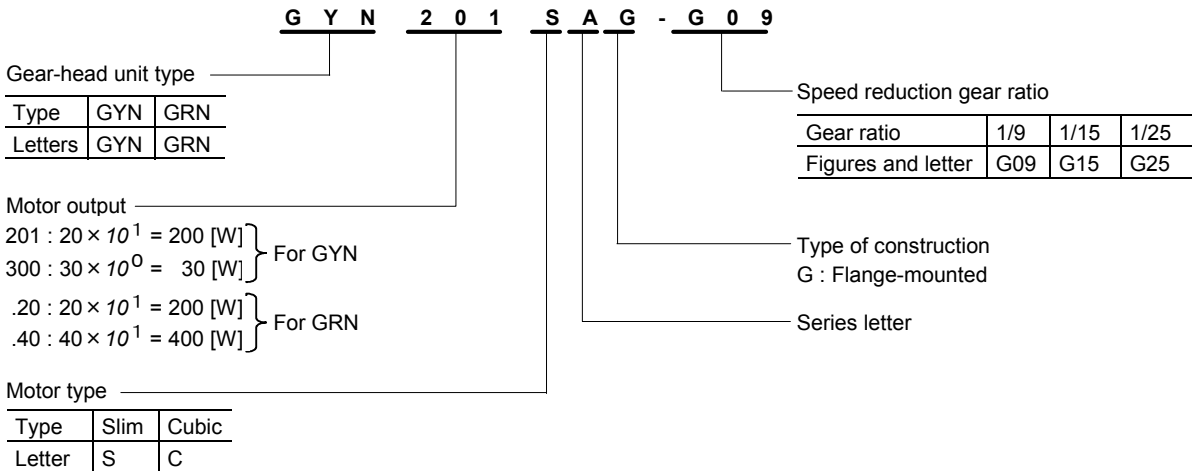 G Y N 2 0 1 S A G - G 0 9
Gear-head unit type
Type GYN GRN
Letters GYN GRN
Speed reduction gear ratio
Gear ratio 1/9 1/15 1/25
Figures and letter G09 G15 G25
Motor output
201 : 20 × 10¹ = 200 [W]
300 : 30 × 10⁰ = 30 [W]
For GYN
.20 : 20 × 10¹ = 200 [W]
.40 : 40 × 10¹ = 400 [W]
For GRN
Type of construction
G : Flange-mounted
Series letter
Motor type
Type Slim Cubic
Letter S C